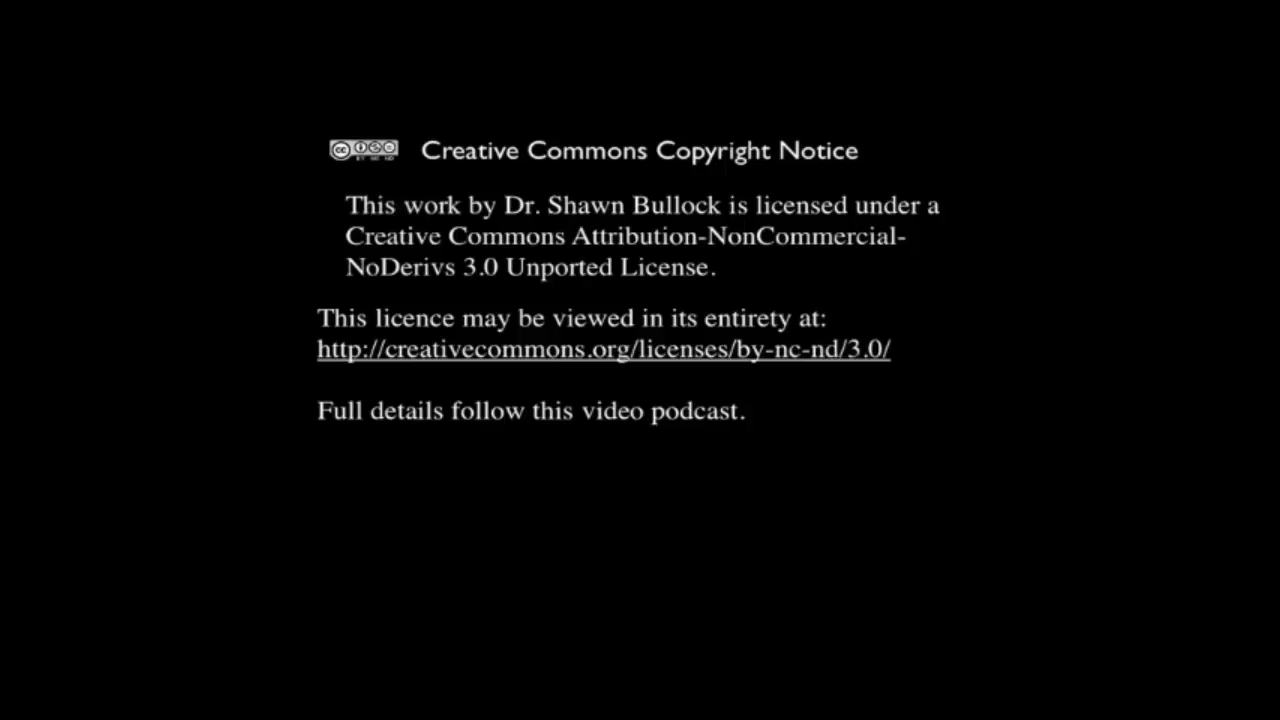 Creative Commons Copyright Notice
This work by Dr. Shawn Bullock is licensed under a
Creative Commons Attribution-NonCommercial-
NoDerivs 3.0 Unported License.
This licence may be viewed in its entirety at:
http://creativecommons.org/licenses/by-nc-nd/3.0/
Full details follow this video podcast.